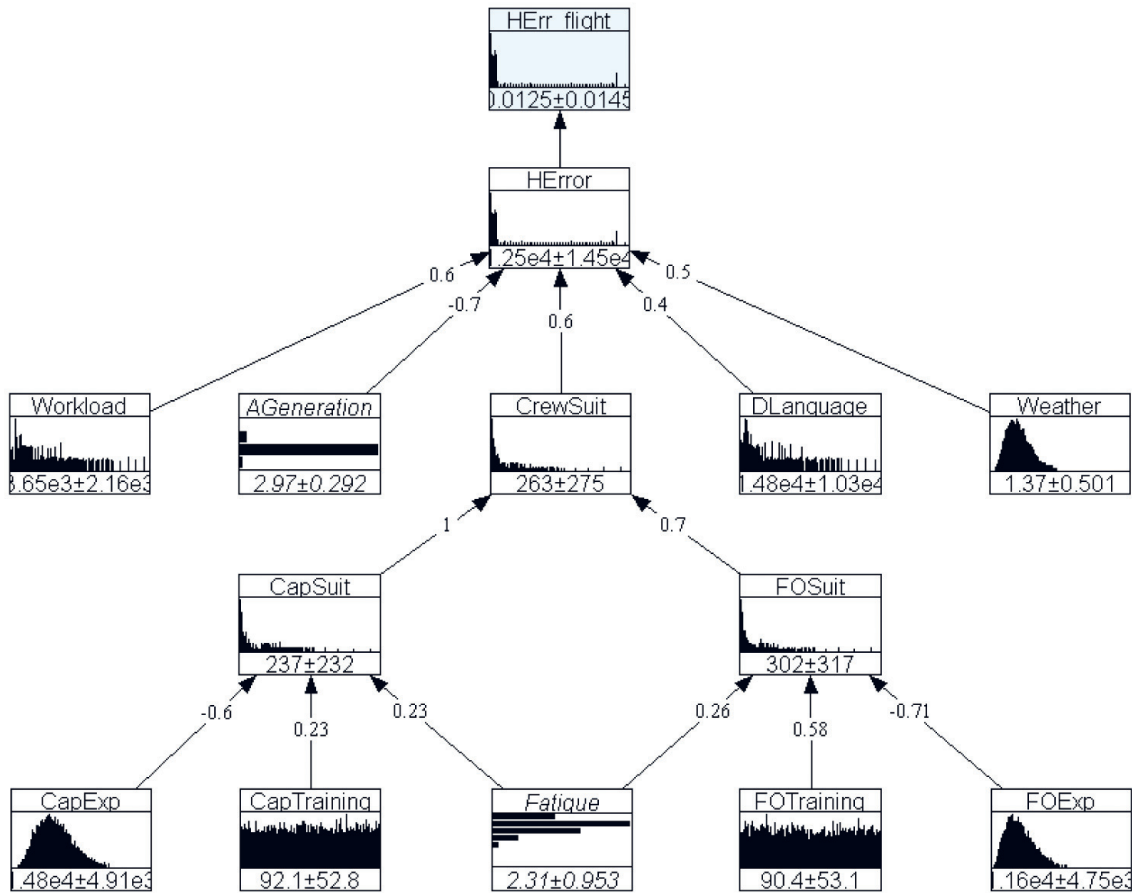 HErr_flight
0.0125±0.0145
HError
1.25e4±1.45e4
0.6
-0.7
0.6
0.4
0.5
Workload
AGeneration
CrewSuit
DLanguage
Weather
3.65e3±2.16e3
2.97±0.292
263±275
1.48e4±1.03e4
1.37±0.501
1
0.7
CapSuit
FOSuit
237±232
302±317
-0.6
0.23
0.23
0.26
0.58
-0.71
CapExp
CapTraining
Fatique
FOTraining
FOExp
1.48e4±4.91e3
92.1±52.8
2.31±0.953
90.4±53.1
1.16e4±4.75e3